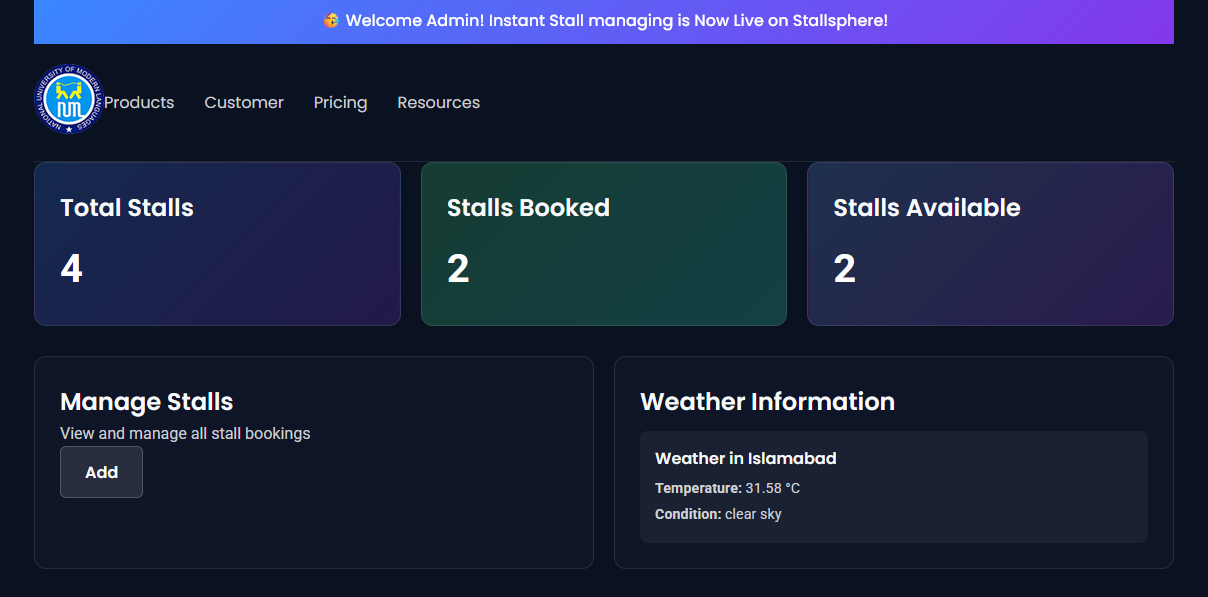 🥳 Welcome Admin! Instant Stall managing is Now Live on Stallsphere!
NATIONAL UNIVERSITY OF MODERN LANGUAGES
NUML
Products Customer Pricing Resources
Total Stalls
4
Stalls Booked
2
Stalls Available
2
Manage Stalls
View and manage all stall bookings
Add
Weather Information
Weather in Islamabad
Temperature: 31.58 °C
Condition: clear sky